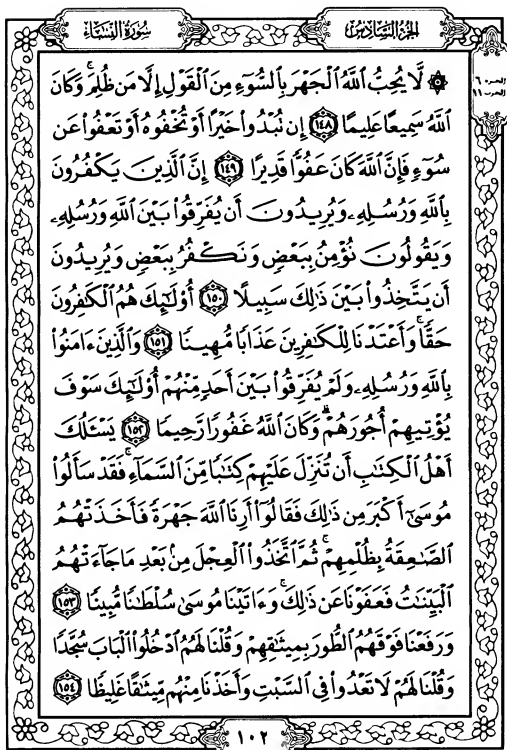 الجزء السادس
سورة النساء
الجزء ٦
الحزب ١١
۞ لَّا يُحِبُّ ٱللَّهُ ٱلْجَهْرَ بِٱلسُّوٓءِ مِنَ ٱلْقَوْلِ إِلَّا مَن ظُلِمَ ۚ وَكَانَ
ٱللَّهُ سَمِيعًا عَلِيمًا ١٤٨ إِن تُبْدُوا۟ خَيْرًا أَوْ تُخْفُوهُ أَوْ تَعْفُوا۟ عَن
سُوٓءٍ فَإِنَّ ٱللَّهَ كَانَ عَفُوًّا قَدِيرًا ١٤٩ إِنَّ ٱلَّذِينَ يَكْفُرُونَ
بِٱللَّهِ وَرُسُلِهِۦ وَيُرِيدُونَ أَن يُفَرِّقُوا۟ بَيْنَ ٱللَّهِ وَرُسُلِهِۦ
وَيَقُولُونَ نُؤْمِنُ بِبَعْضٍ وَنَكْفُرُ بِبَعْضٍ وَيُرِيدُونَ
أَن يَتَّخِذُوا۟ بَيْنَ ذَٰلِكَ سَبِيلًا ١٥٠ أُو۟لَٰٓئِكَ هُمُ ٱلْكَٰفِرُونَ
حَقًّا ۚ وَأَعْتَدْنَا لِلْكَٰفِرِينَ عَذَابًا مُّهِينًا ١٥١ وَٱلَّذِينَ ءَامَنُوا۟
بِٱللَّهِ وَرُسُلِهِۦ وَلَمْ يُفَرِّقُوا۟ بَيْنَ أَحَدٍ مِّنْهُمْ أُو۟لَٰٓئِكَ سَوْفَ
يُؤْتِيهِمْ أُجُورَهُمْ ۗ وَكَانَ ٱللَّهُ غَفُورًا رَّحِيمًا ١٥٢ يَسْـَٔلُكَ
أَهْلُ ٱلْكِتَٰبِ أَن تُنَزِّلَ عَلَيْهِمْ كِتَٰبًا مِّنَ ٱلسَّمَآءِ ۚ فَقَدْ سَأَلُوا۟
مُوسَىٰٓ أَكْبَرَ مِن ذَٰلِكَ فَقَالُوٓا۟ أَرِنَا ٱللَّهَ جَهْرَةً فَأَخَذَتْهُمُ
ٱلصَّٰعِقَةُ بِظُلْمِهِمْ ۚ ثُمَّ ٱتَّخَذُوا۟ ٱلْعِجْلَ مِنۢ بَعْدِ مَا جَآءَتْهُمُ
ٱلْبَيِّنَٰتُ فَعَفَوْنَا عَن ذَٰلِكَ ۚ وَءَاتَيْنَا مُوسَىٰ سُلْطَٰنًا مُّبِينًا ١٥٣
وَرَفَعْنَا فَوْقَهُمُ ٱلطُّورَ بِمِيثَٰقِهِمْ وَقُلْنَا لَهُمُ ٱدْخُلُوا۟ ٱلْبَابَ سُجَّدًا
وَقُلْنَا لَهُمْ لَا تَعْدُوا۟ فِى ٱلسَّبْتِ وَأَخَذْنَا مِنْهُم مِّيثَٰقًا غَلِيظًا ١٥٤
١٠٢